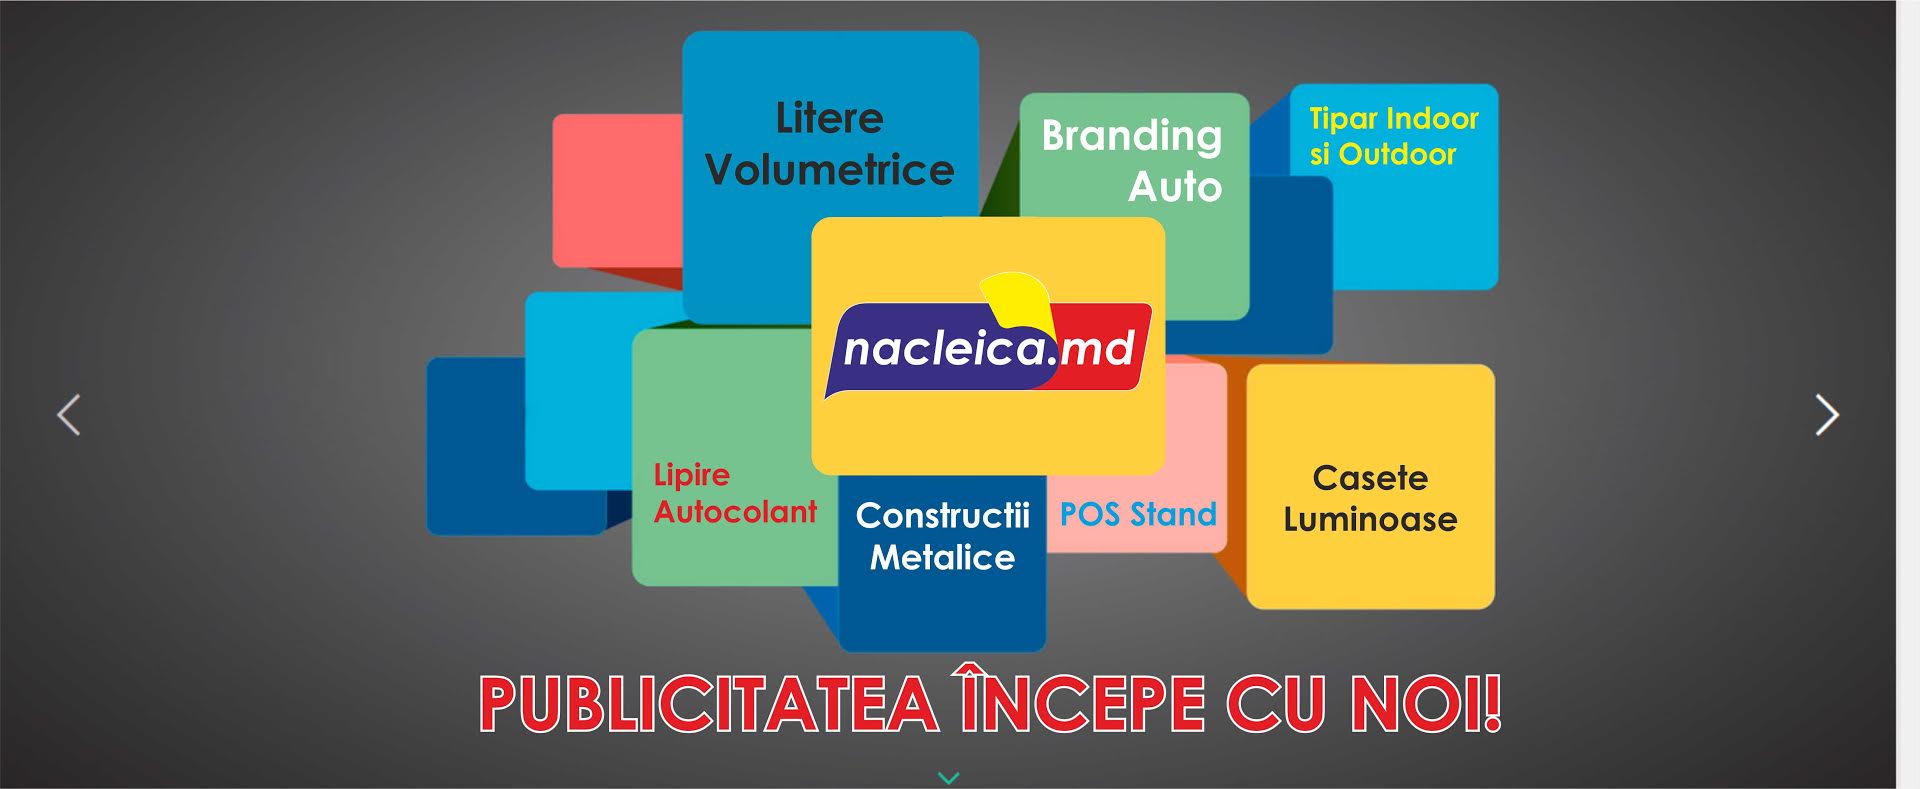 Litere
Volumetrice
Branding
Auto
Tipar Indoor
si Outdoor
nacleica.md
Lipire
Autocolant
Constructii
Metalice
POS Stand
Casete
Luminoase
PUBLICITATEA ÎNCEPE CU NOI!